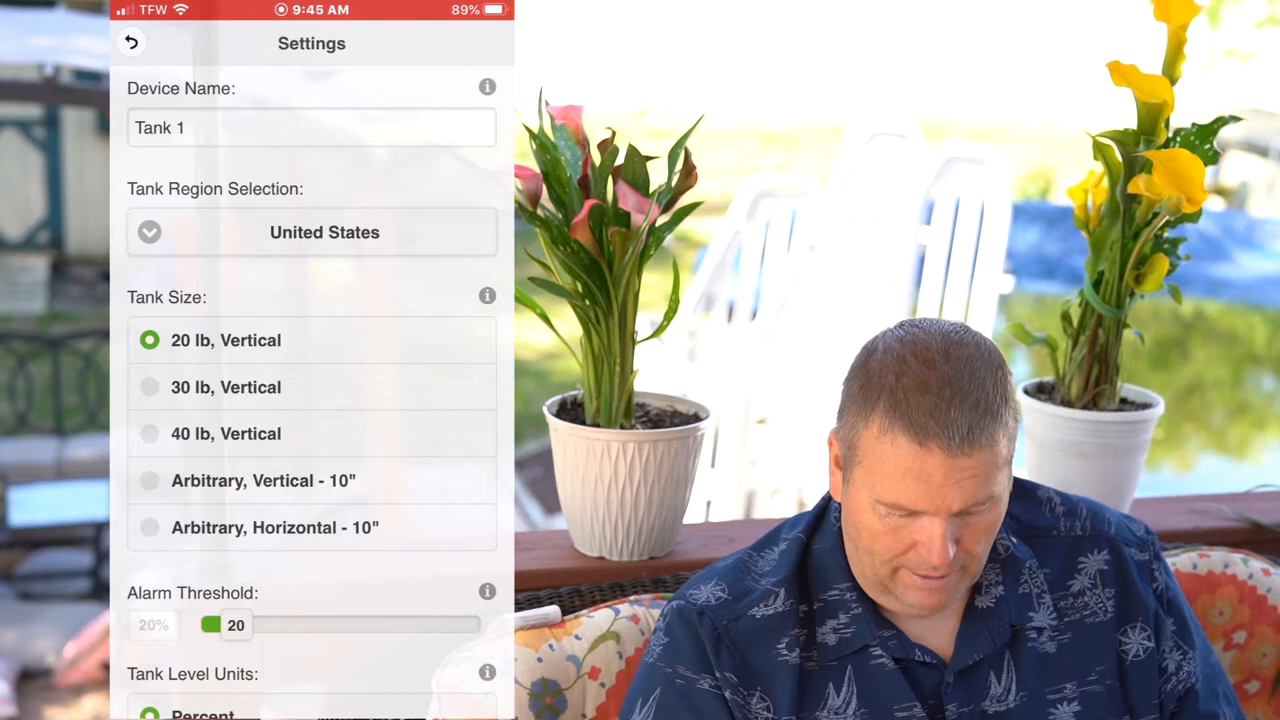 TFW 9:45 AM 89%
Settings
Device Name:
Tank 1
Tank Region Selection:
United States
Tank Size:
20 lb, Vertical
30 lb, Vertical
40 lb, Vertical
Arbitrary, Vertical - 10"
Arbitrary, Horizontal - 10"
Alarm Threshold:
20% 20
Tank Level Units:
Percent